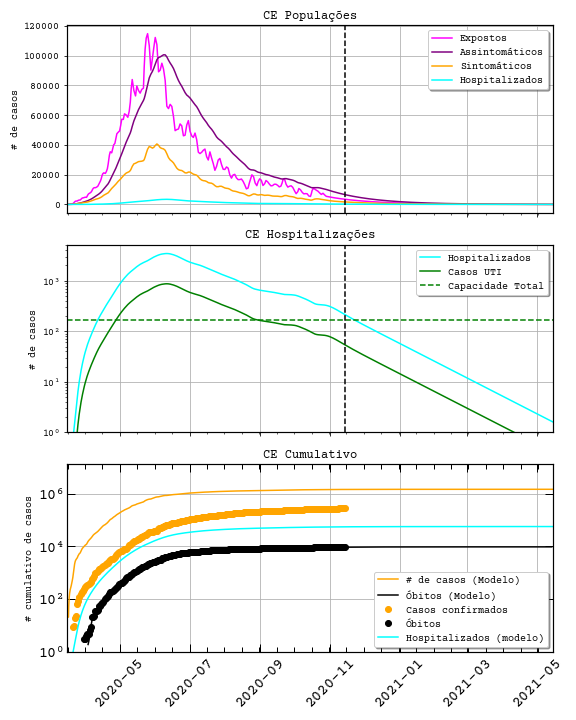 CE Populações
120000
100000
80000
60000
40000
20000
0
# de casos
Expostos
Assintomáticos
Sintomáticos
Hospitalizados
CE Hospitalizações
10³
10²
10¹
10⁰
# de casos
Hospitalizados
Casos UTI
Capacidade Total
CE Cumulativo
10⁶
10⁴
10²
10⁰
# cumulativo de casos
# de casos (Modelo)
Óbitos (Modelo)
Casos confirmados
Óbitos
Hospitalizados (modelo)
2020-05
2020-07
2020-09
2020-11
2021-01
2021-03
2021-05